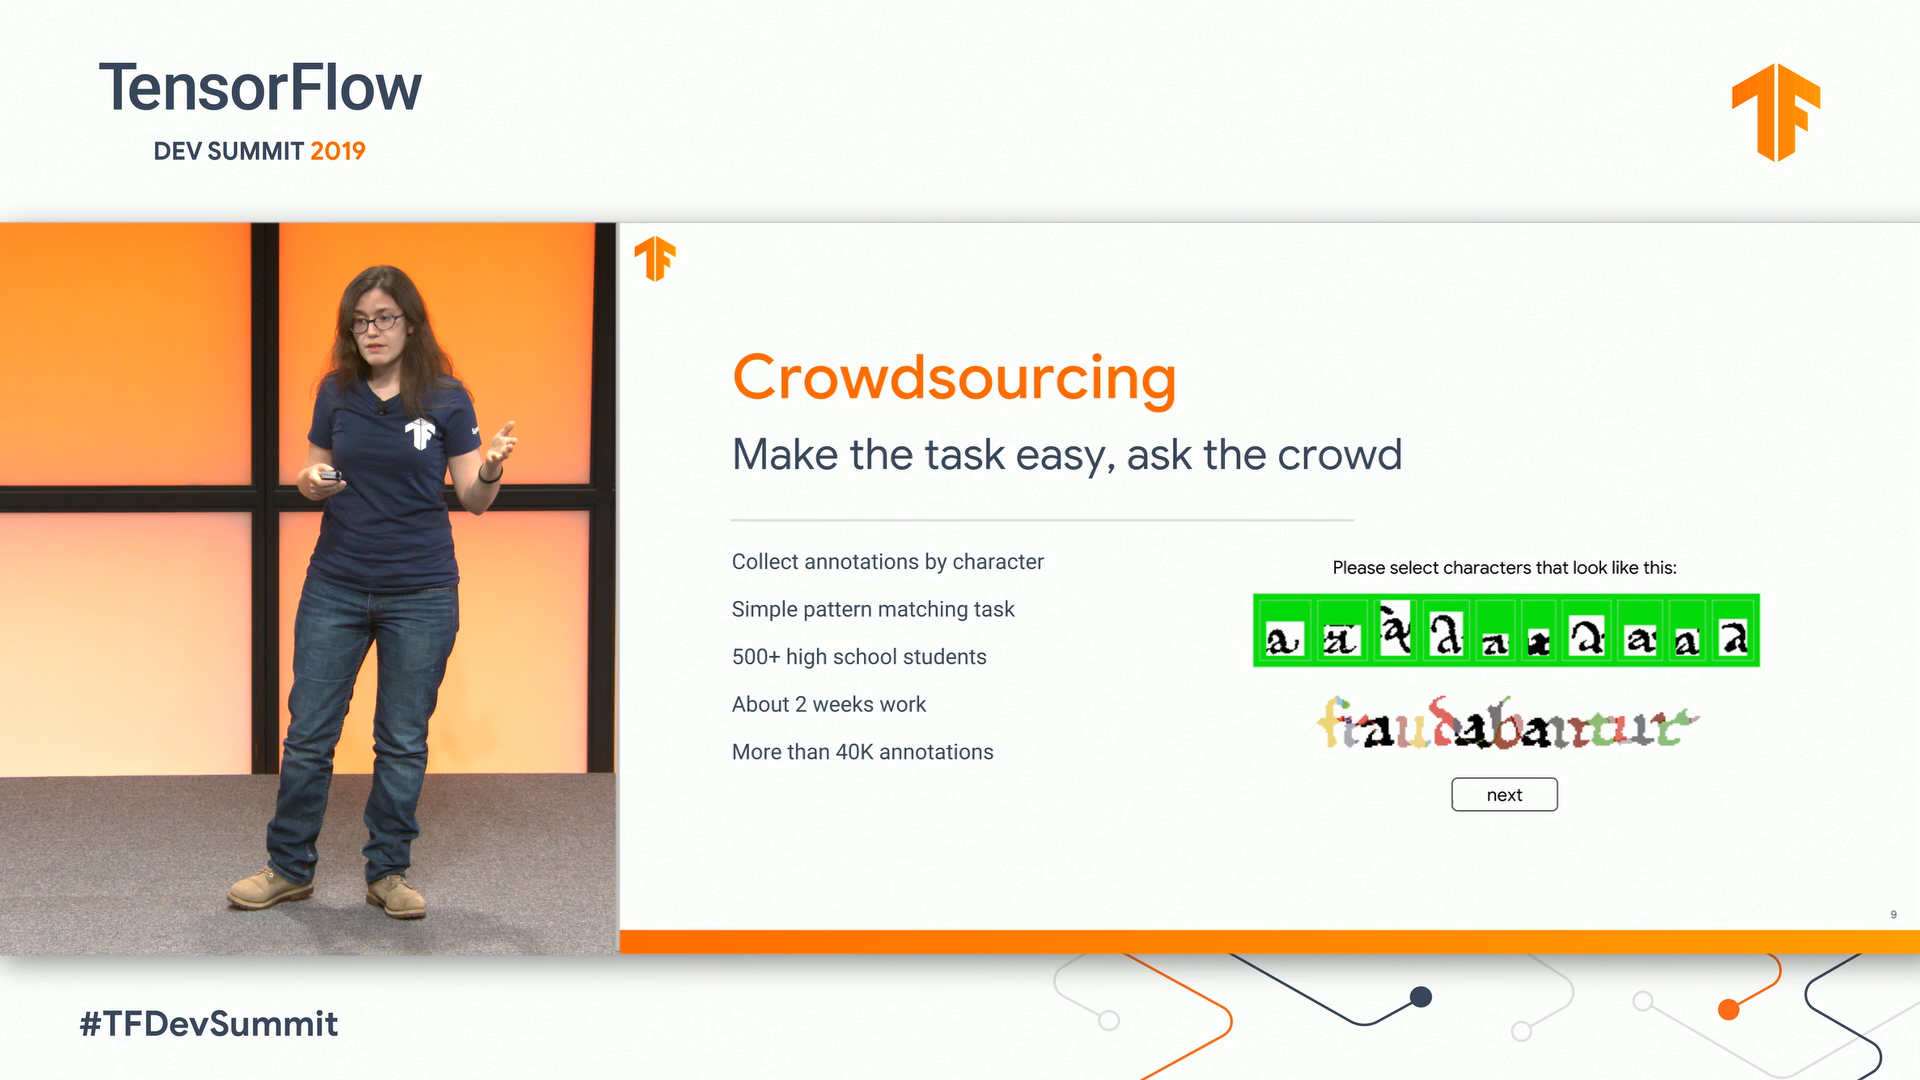 TensorFlow
DEV SUMMIT 2019
Crowdsourcing
Make the task easy, ask the crowd
Collect annotations by character
Simple pattern matching task
500+ high school students
About 2 weeks work
More than 40K annotations
Please select characters that look like this:
a a a a a a a a a a
fraudabantur
next
9
#TFDevSummit